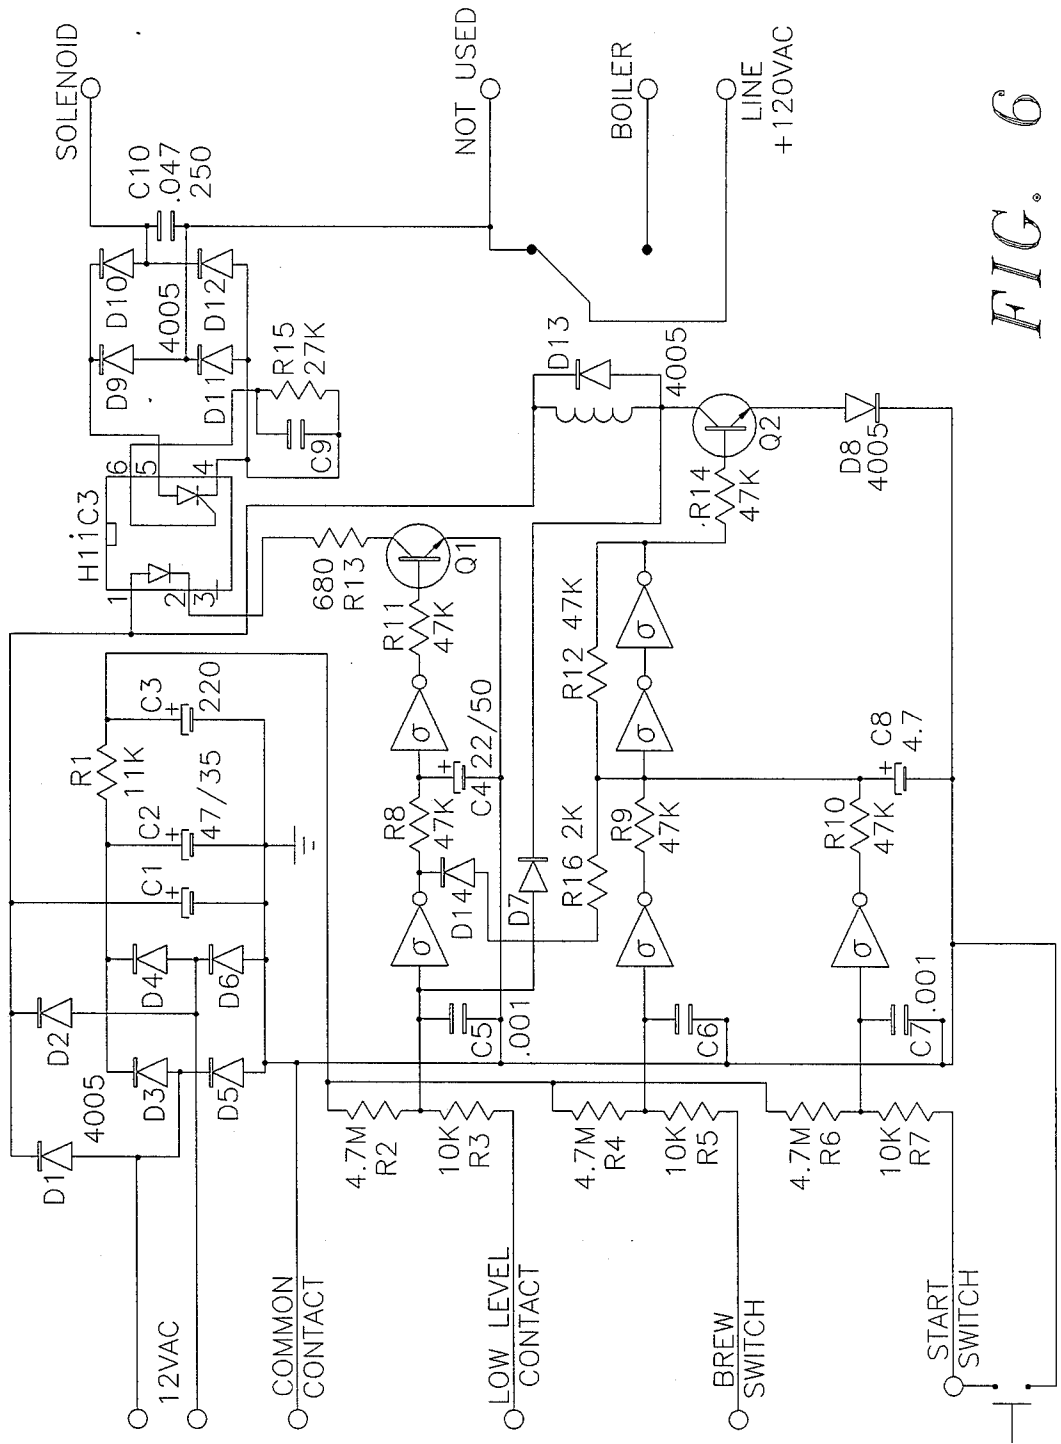 SOLENOID
C10
.047
250
NOT USED
BOILER
LINE
+120VAC
FIG. 6
D10
D12
4005
D9
D11
R15
27K
C9
H11C3
1
2
3
6
5
4
D13
4005
Q2
D8
4005
R14
47K
680
R13
Q1
R11
47K
R12 47K
R1
11K
C3
+
220
C2
+
47/35
C1
+
D2
D4
D6
D1
4005
D3
D5
R8
47K
C4
+
22/50
D14
D7
R16 2K
R9
47K
R10
47K
C8
+
4.7
σ
σ
σ
σ
σ
σ
C5
.001
C6
C7
.001
4.7M
R2
10K
R3
4.7M
R4
10K
R5
4.7M
R6
10K
R7
12VAC
COMMON
CONTACT
LOW LEVEL
CONTACT
BREW
SWITCH
START
SWITCH